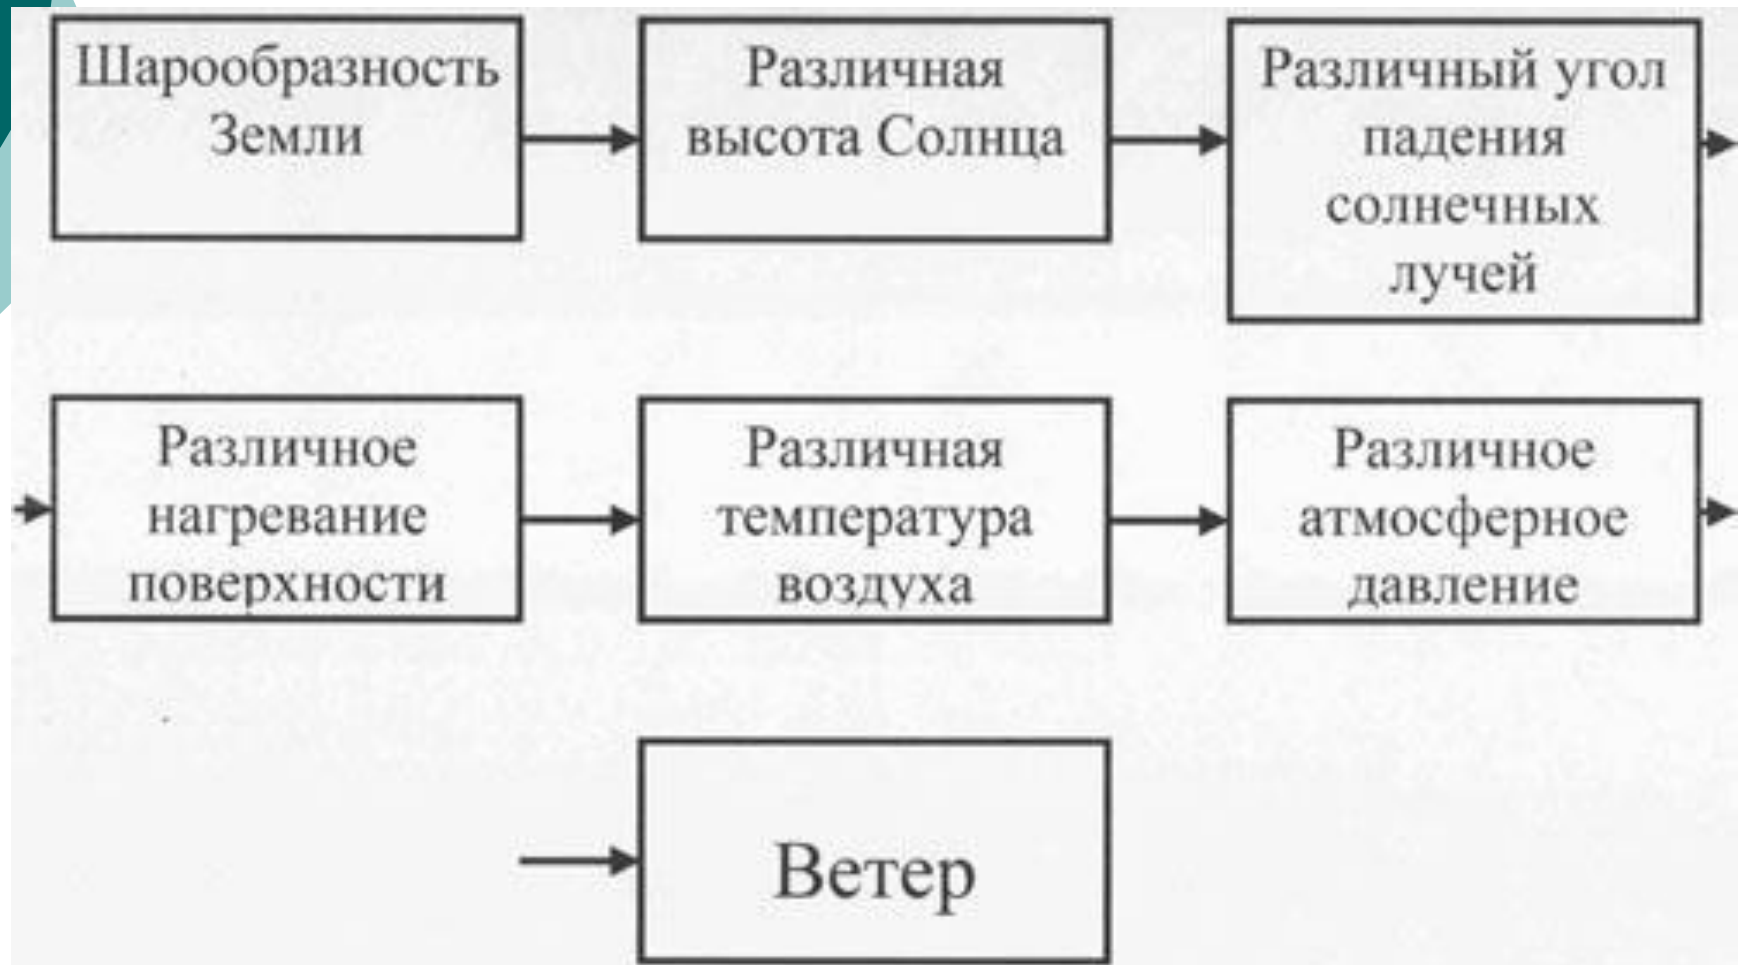 Шарообразность
Земли
Различная
высота Солнца
Различный угол
падения
солнечных
лучей
Различное
нагревание
поверхности
Различная
температура
воздуха
Различное
атмосферное
давление
Ветер